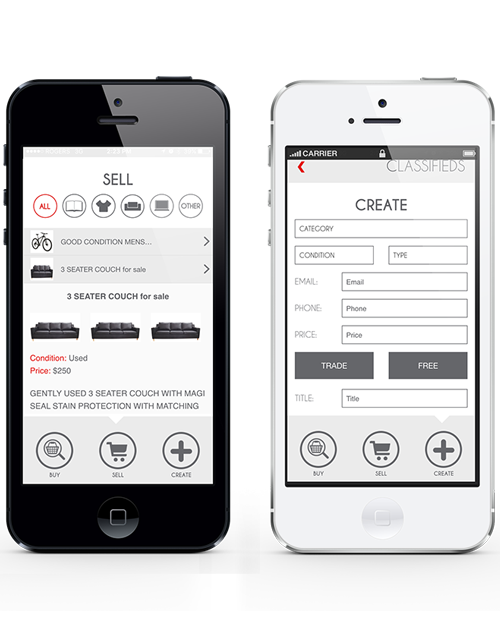 SELL
ALL
OTHER
GOOD CONDITION MENS...
3 SEATER COUCH for sale
3 SEATER COUCH for sale
Condition: Used
Price: $250
GENTLY USED 3 SEATER COUCH WITH MAGI
SEAL STAIN PROTECTION WITH MATCHING
BUY SELL CREATE
CARRIER
CLASSIFIEDS
CREATE
CATEGORY
CONDITION TYPE
EMAIL: Email
PHONE: Phone
PRICE: Price
TRADE FREE
TITLE: Title
BUY SELL CREATE